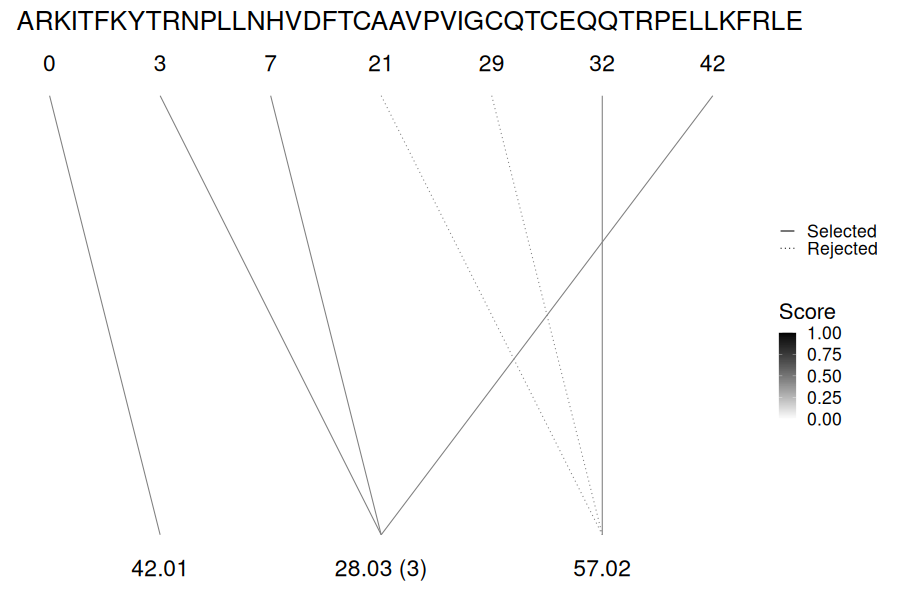 ARKITFKYTRNPLLNHVDFTCAAVPVIGCQTCEQQTRPELLKFRLE
0 3 7 21 29 32 42
Selected
Rejected
Score
1.00
0.75
0.50
0.25
0.00
42.01 28.03 (3) 57.02